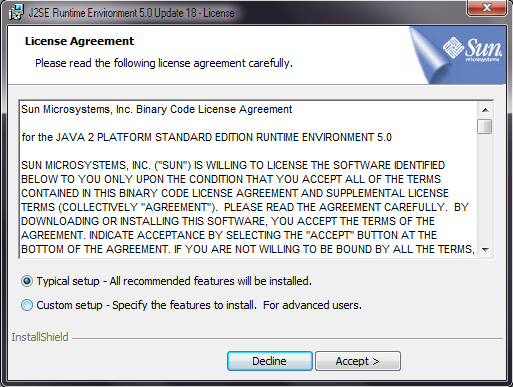 J2SE Runtime Environment 5.0 Update 18 - License
License Agreement
Please read the following license agreement carefully.
Sun
microsystems
Sun Microsystems, Inc. Binary Code License Agreement
for the JAVA 2 PLATFORM STANDARD EDITION RUNTIME ENVIRONMENT 5.0
SUN MICROSYSTEMS, INC. ("SUN") IS WILLING TO LICENSE THE SOFTWARE IDENTIFIED
BELOW TO YOU ONLY UPON THE CONDITION THAT YOU ACCEPT ALL OF THE TERMS
CONTAINED IN THIS BINARY CODE LICENSE AGREEMENT AND SUPPLEMENTAL LICENSE
TERMS (COLLECTIVELY "AGREEMENT"). PLEASE READ THE AGREEMENT CAREFULLY. BY
DOWNLOADING OR INSTALLING THIS SOFTWARE, YOU ACCEPT THE TERMS OF THE
AGREEMENT. INDICATE ACCEPTANCE BY SELECTING THE "ACCEPT" BUTTON AT THE
BOTTOM OF THE AGREEMENT. IF YOU ARE NOT WILLING TO BE BOUND BY ALL THE TERMS,
Typical setup - All recommended features will be installed.
Custom setup - Specify the features to install. For advanced users.
InstallShield
Decline
Accept >